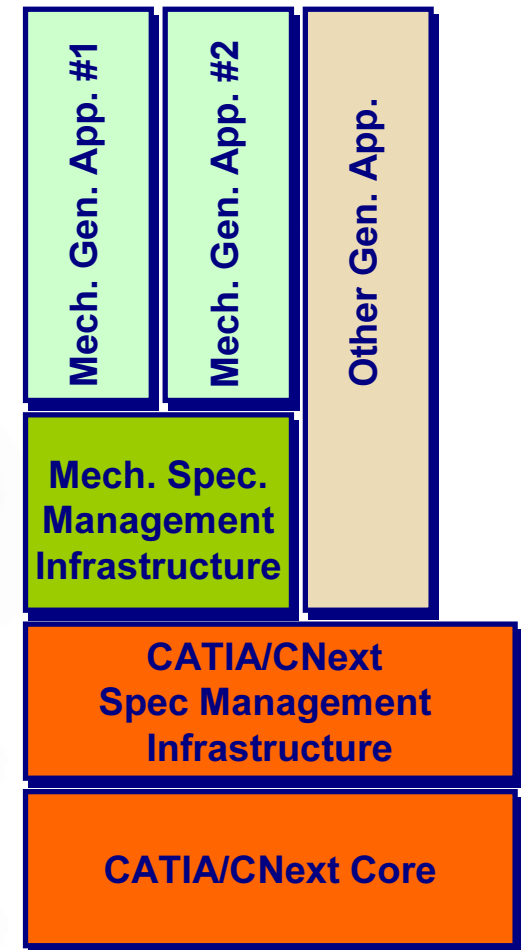 Mech. Gen. App. #1
Mech. Gen. App. #2
Other Gen. App.
Mech. Spec.
Management
Infrastructure
CATIA/CNext
Spec Management
Infrastructure
CATIA/CNext Core